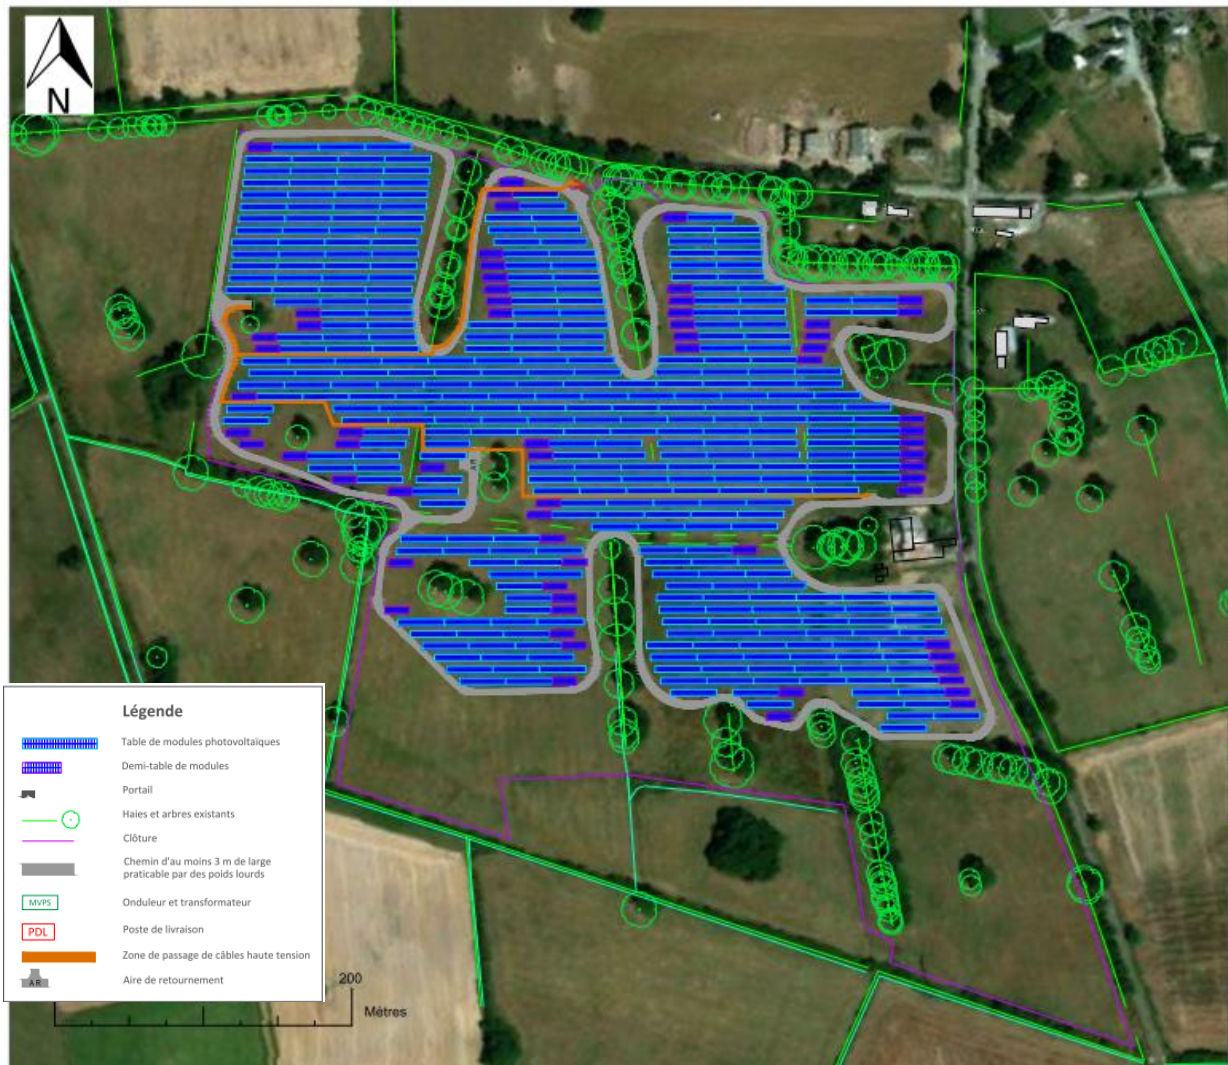 N
AR
Légende
Table de modules photovoltaïques
Demi-table de modules
Portail
Haies et arbres existants
Clôture
Chemin d'au moins 3 m de large
praticable par des poids lourds
MVPS Onduleur et transformateur
PDL Poste de livraison
Zone de passage de câbles haute tension
AR Aire de retournement
200
Mètres